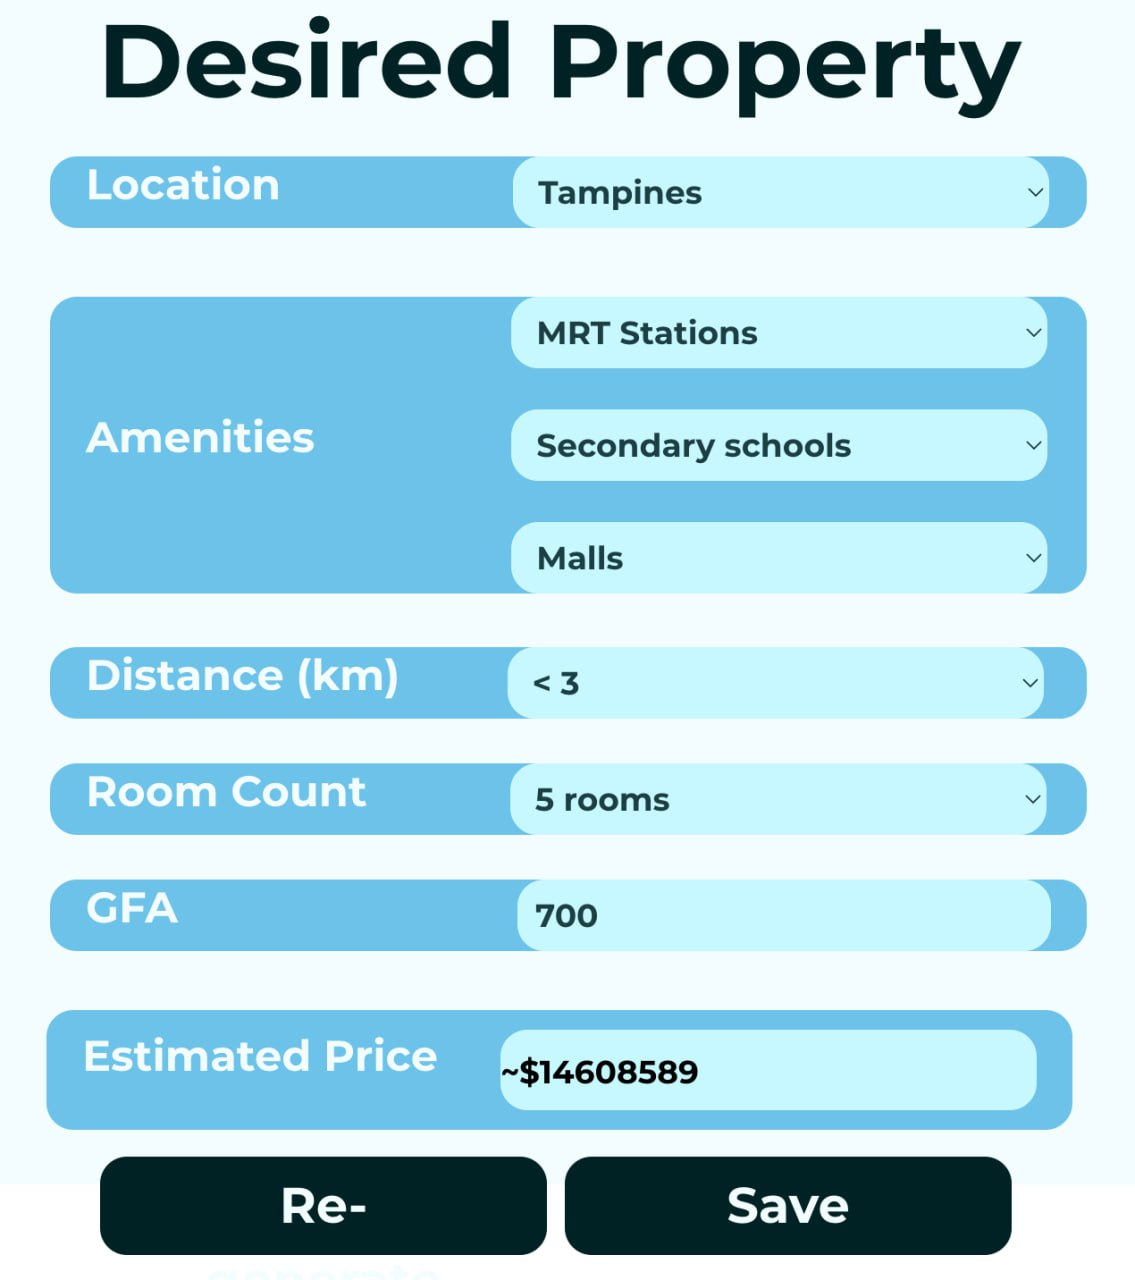 Desired Property
Location
Tampines
Amenities
MRT Stations
Secondary schools
Malls
Distance (km)
< 3
Room Count
5 rooms
GFA
700
Estimated Price
~$14608589
Re-
generate
Save